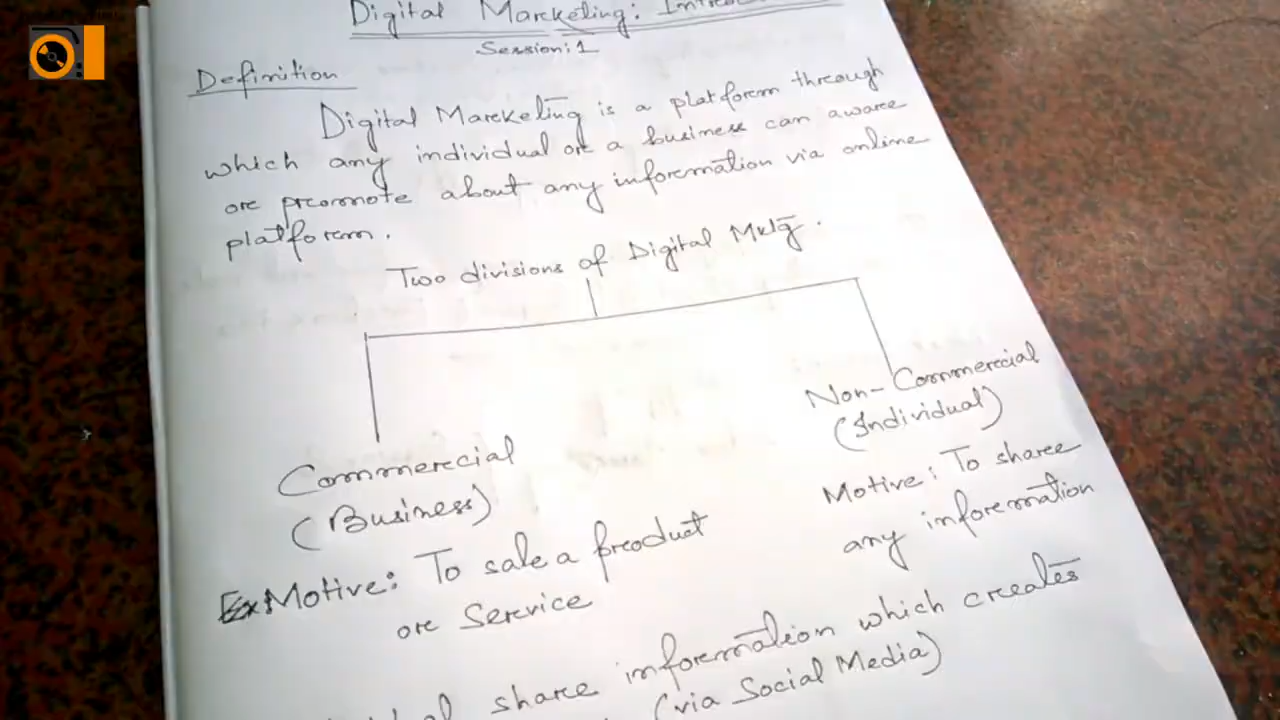 Digital Marketing:
Session: 1
Definition
Digital Marketing is a platform through
which any individual or a business can aware
or promote about any information via online
platform.
Two divisions of Digital Mktg.
Commercial
(Business)
Motive: To sale a product
or Service
Non-Commercial
(Individual)
Motive: To share
any information
share information which creates
(via Social Media)